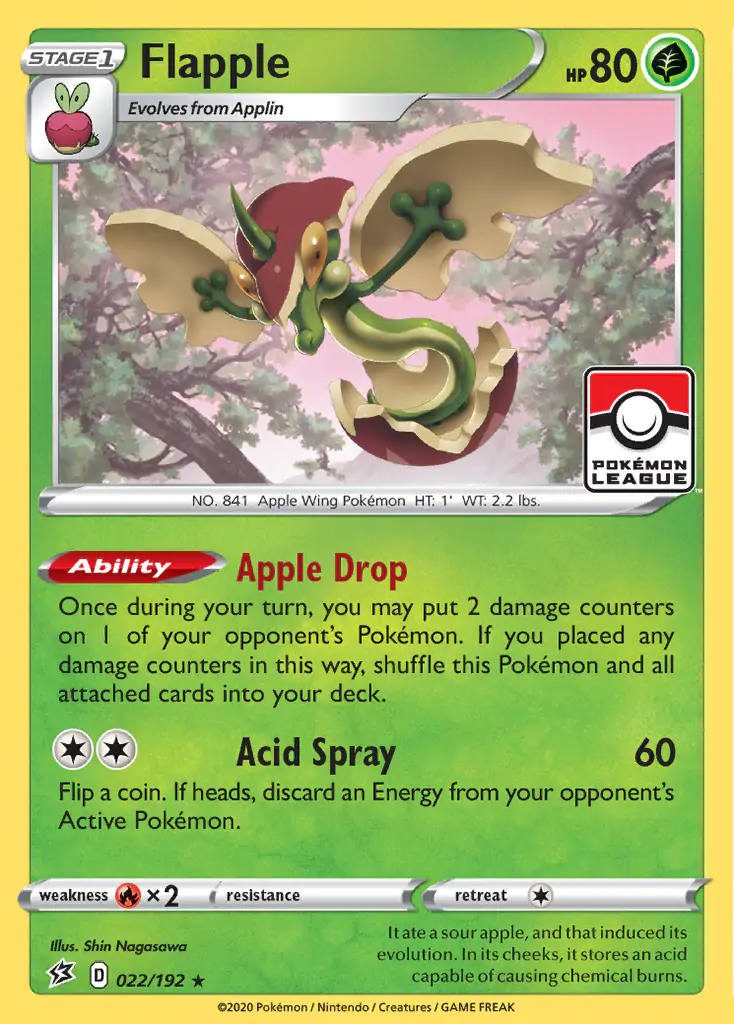 STAGE1
Flapple
HP 80
Evolves from Applin
POKÉMON
LEAGUE
™
NO. 841 Apple Wing Pokémon HT: 1' WT: 2.2 lbs.
Ability Apple Drop
Once during your turn, you may put 2 damage counters
on 1 of your opponent's Pokémon. If you placed any
damage counters in this way, shuffle this Pokémon and all
attached cards into your deck.
Acid Spray 60
Flip a coin. If heads, discard an Energy from your opponent's
Active Pokémon.
weakness ×2 resistance retreat
Illus. Shin Nagasawa
D 022/192 ★
It ate a sour apple, and that induced its
evolution. In its cheeks, it stores an acid
capable of causing chemical burns.
©2020 Pokémon / Nintendo / Creatures / GAME FREAK